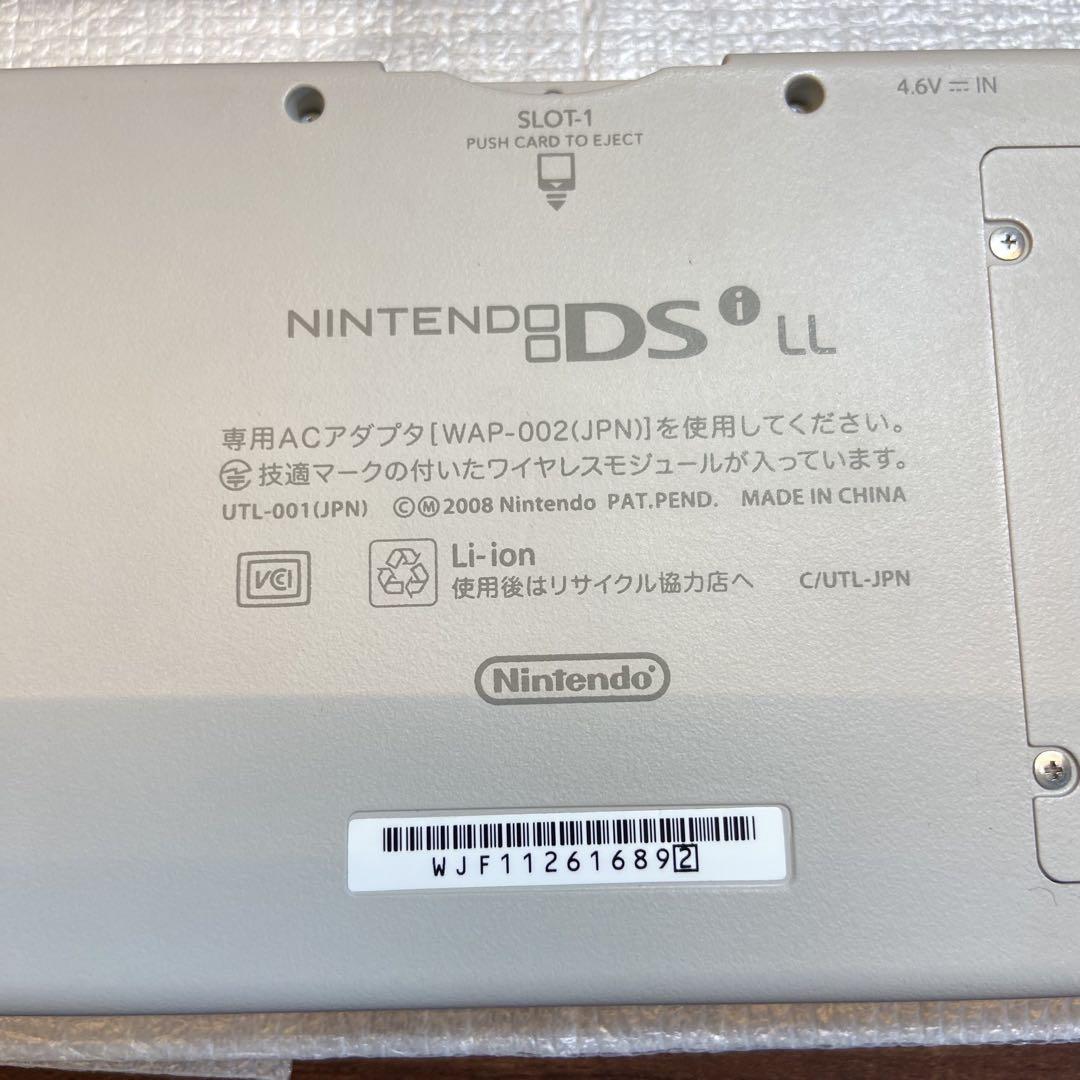 4.6V ⎓ IN
SLOT-1
PUSH CARD TO EJECT
NINTENDO DSi LL
専用ACアダプタ[WAP-002(JPN)]を使用してください。
技適マークの付いたワイヤレスモジュールが入っています。
UTL-001(JPN) ©Ⓜ2008 Nintendo PAT.PEND. MADE IN CHINA
VCI
Li-ion
使用後はリサイクル協力店へ C/UTL-JPN
Nintendo®
WJF112616892